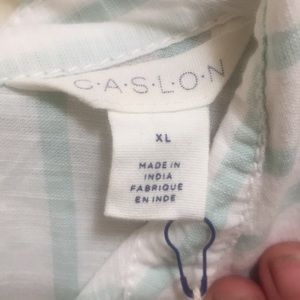 C·A·S·L·O·N
XL
MADE IN
INDIA
FABRIQUE
EN INDE